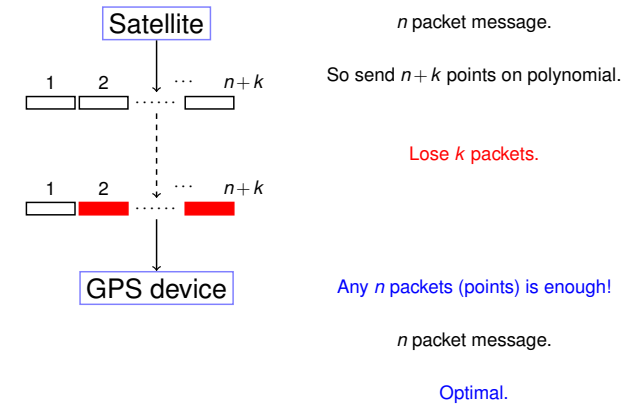 Satellite
n packet message.
1 2 ⋯ n+k
So send n+k points on polynomial.
⋯⋯
Lose k packets.
1 2 ⋯ n+k
⋯⋯
GPS device
Any n packets (points) is enough!
n packet message.
Optimal.